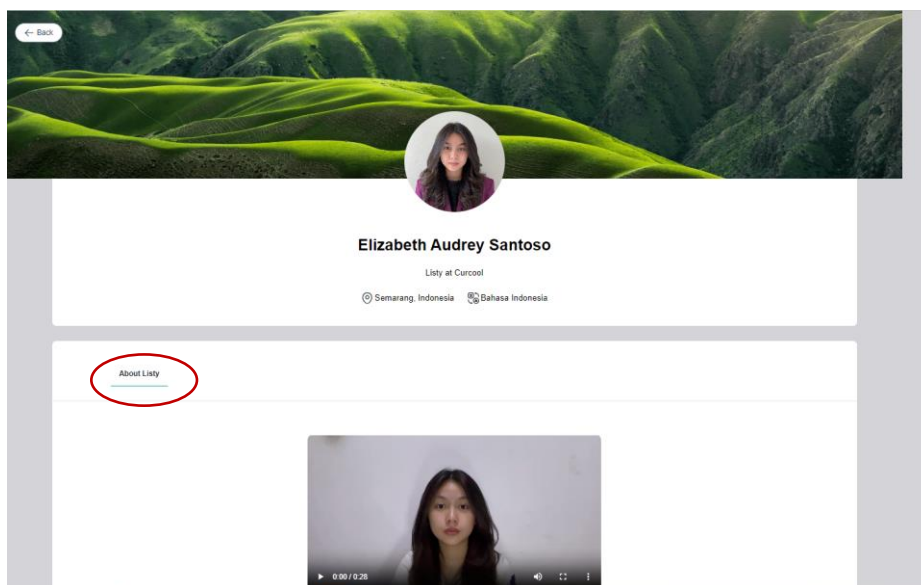 ← Back
Elizabeth Audrey Santoso
Listy at Curcool
Semarang, Indonesia Bahasa Indonesia
About Listy
0:00 / 0:28